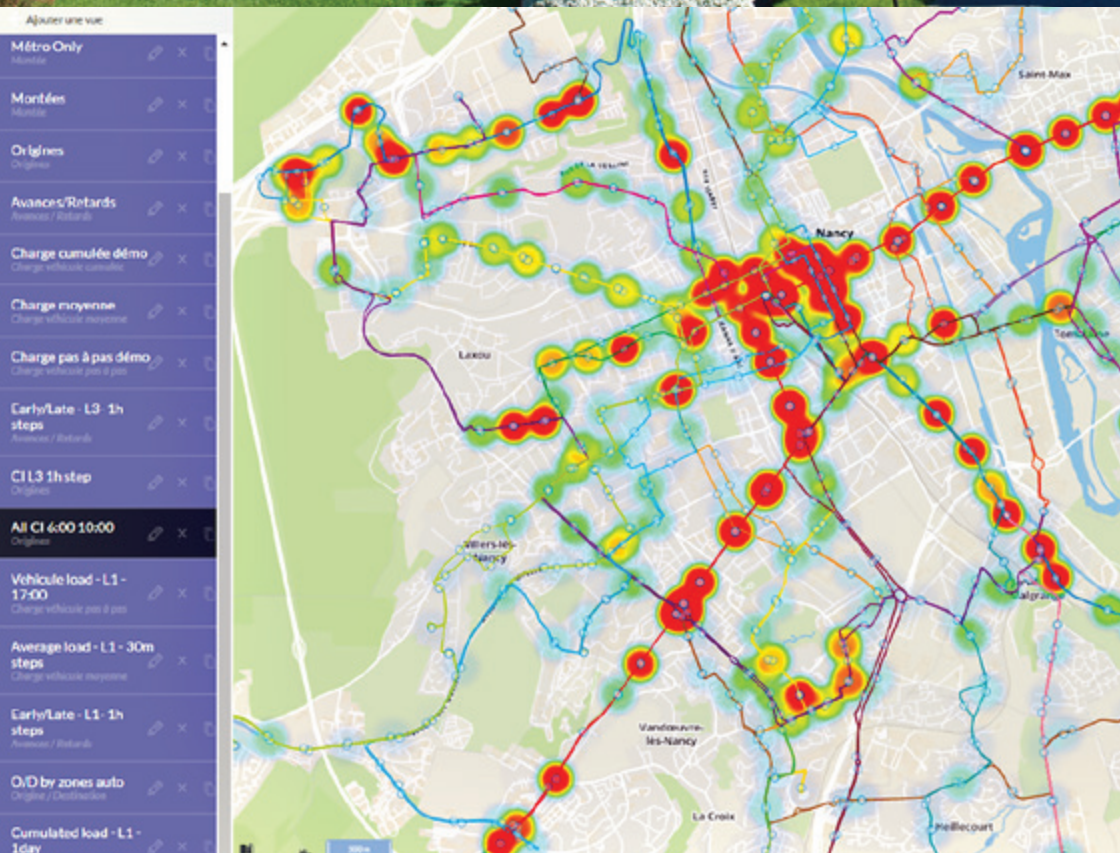 Ajouter une vue
Métro Only
Montée
Montées
Montée
Origines
Origines
Avances/Retards
Avances / Retards
Charge cumulée démo
Charge véhicule cumulée
Charge moyenne
Charge véhicule moyenne
Charge pas à pas démo
Charge véhicule pas à pas
Early/Late - L3- 1h
steps
Avances / Retards
CI L3 1h step
Origines
All CI 6:00 10:00
Origines
Vehicule load - L1 -
17:00
Charge véhicule pas à pas
Average load - L1 - 30m
steps
Charge véhicule moyenne
Early/Late - L1- 1h
steps
Avances / Retards
O/D by zones auto
Origine / Destination
Cumulated load - L1 -
1day
Saint-Max
Nancy
Laxou
Villers-lès-
Nancy
Vandœuvre-
lès-Nancy
La Croix
Heillecourt